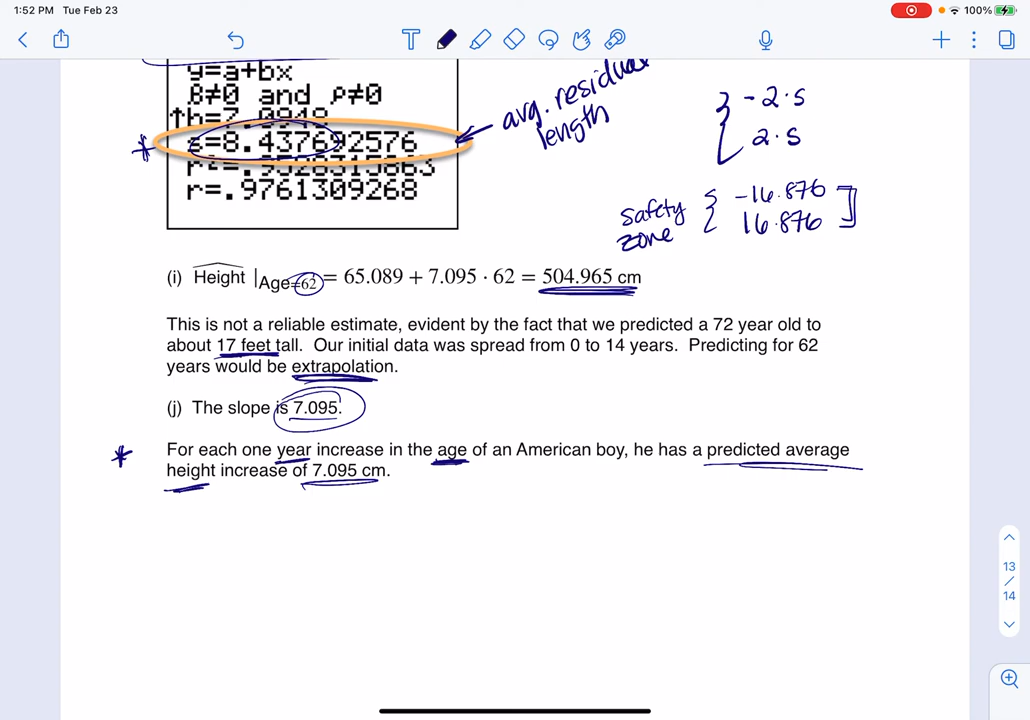 1:52 PM Tue Feb 23
100%
y=a+bx
β≠0 and ρ≠0
avg. residual
length
s=8.437692576
r=.9761309268
-2·s
2·s
safety
zone
-16.876
16.876
(i) Height |Age=62 = 65.089 + 7.095 · 62 = 504.965 cm
This is not a reliable estimate, evident by the fact that we predicted a 72 year old to
about 17 feet tall. Our initial data was spread from 0 to 14 years. Predicting for 62
years would be extrapolation.
(j) The slope is 7.095.
* For each one year increase in the age of an American boy, he has a predicted average
height increase of 7.095 cm.
13
/
14